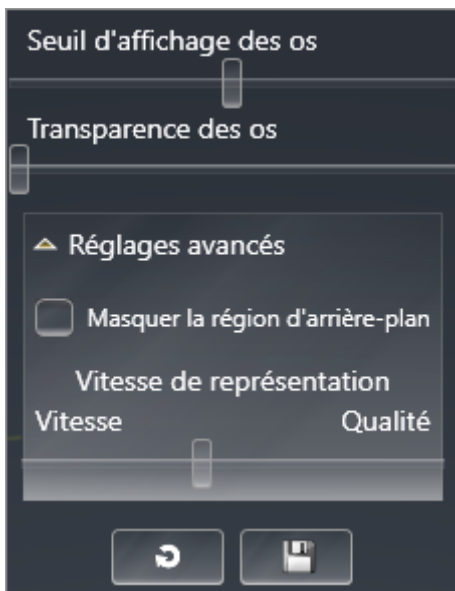 Seuil d'affichage des os
Transparence des os
Réglages avancés
Masquer la région d'arrière-plan
Vitesse de représentation
Vitesse Qualité